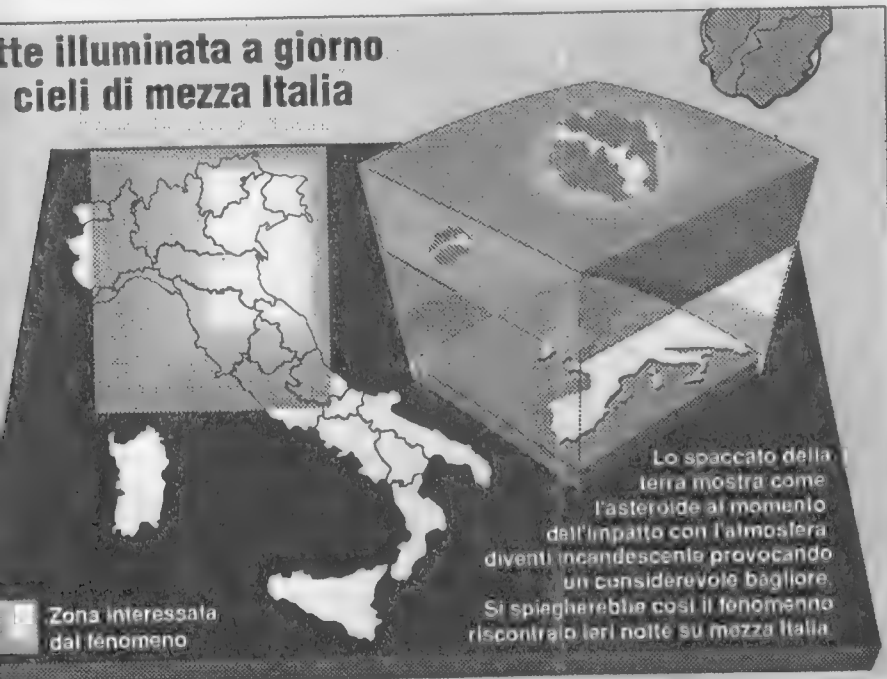 tte illuminata a giorno
cieli di mezza Italia
Lo spaccato della
terra mostra come
l'asteroide al momento
dell'impatto con l'atmosfera
diventi incandescente provocando
un considerevole bagliore.
Si spiegherebbe così il fenomenno
riscontrato ieri notte su mezza Italia
Zona interessata
dal fenomeno